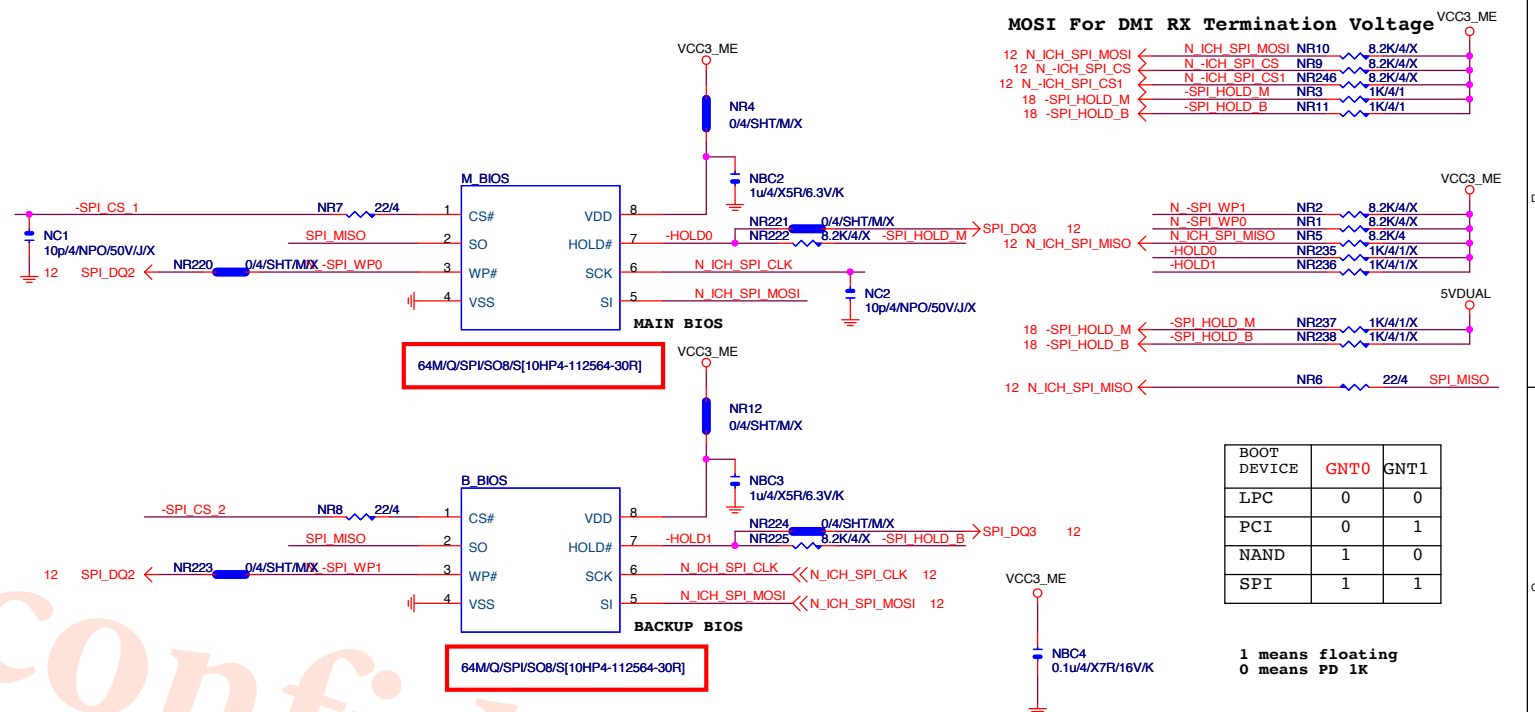 MOSI For DMI RX Termination Voltage
VCC3_ME
12 N_ICH_SPI_MOSI N_ICH_SPI_MOSI NR10 8.2K/4/X
12 N_-ICH_SPI_CS N_-ICH_SPI_CS NR9 8.2K/4/X
12 N_-ICH_SPI_CS1 N_-ICH_SPI_CS1 NR246 8.2K/4/X
18 -SPI_HOLD_M -SPI_HOLD_M NR3 1K/4/1
18 -SPI_HOLD_B -SPI_HOLD_B NR11 1K/4/1
VCC3_ME
NR4
0/4/SHT/M/X
NBC2
1u/4/X5R/6.3V/K
M_BIOS
-SPI_CS_1 NR7 22/4 1 CS# VDD 8
NC1
10p/4/NPO/50V/J/X
SPI_MISO 2 SO HOLD# 7 -HOLD0
NR221 0/4/SHT/M/X SPI_DQ3 12
NR222 8.2K/4/X -SPI_HOLD_M
12 SPI_DQ2 NR220 0/4/SHT/M/X -SPI_WP0 3 WP# SCK 6 N_ICH_SPI_CLK
4 VSS SI 5 N_ICH_SPI_MOSI
NC2
10p/4/NPO/50V/J/X
MAIN BIOS
64M/Q/SPI/SO8/S[10HP4-112564-30R]
VCC3_ME
N_-SPI_WP1 NR2 8.2K/4/X
N_-SPI_WP0 NR1 8.2K/4/X
12 N_ICH_SPI_MISO N_ICH_SPI_MISO NR5 8.2K/4
-HOLD0 NR235 1K/4/1/X
-HOLD1 NR236 1K/4/1/X
5VDUAL
18 -SPI_HOLD_M -SPI_HOLD_M NR237 1K/4/1/X
18 -SPI_HOLD_B -SPI_HOLD_B NR238 1K/4/1/X
12 N_ICH_SPI_MISO NR6 22/4 SPI_MISO
VCC3_ME
NR12
0/4/SHT/M/X
NBC3
1u/4/X5R/6.3V/K
B_BIOS
-SPI_CS_2 NR8 22/4 1 CS# VDD 8
SPI_MISO 2 SO HOLD# 7 -HOLD1
NR224 0/4/SHT/M/X SPI_DQ3 12
NR225 8.2K/4/X -SPI_HOLD_B
12 SPI_DQ2 NR223 0/4/SHT/M/X -SPI_WP1 3 WP# SCK 6 N_ICH_SPI_CLK N_ICH_SPI_CLK 12
4 VSS SI 5 N_ICH_SPI_MOSI N_ICH_SPI_MOSI 12
BACKUP BIOS
64M/Q/SPI/SO8/S[10HP4-112564-30R]
BOOT DEVICE GNT0 GNT1
LPC 0 0
PCI 0 1
NAND 1 0
SPI 1 1
VCC3_ME
NBC4
0.1u/4/X7R/16V/K
1 means floating
0 means PD 1K